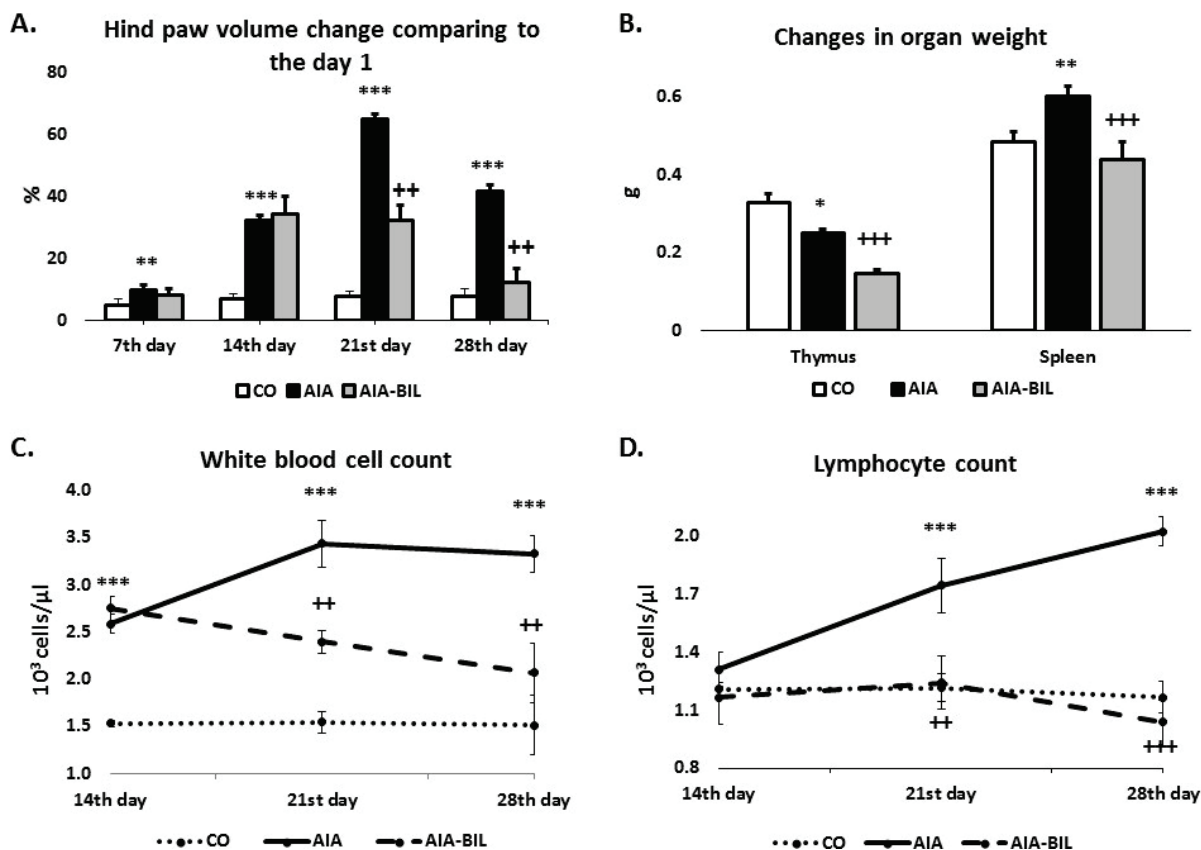 A.
Hind paw volume change comparing to
the day 1
80
60
40
20
0
%
**
***
***
++
***
++
7th day 14th day 21st day 28th day
CO AIA AIA-BIL
B.
Changes in organ weight
0.6
0.4
0.2
0
g
*
+++
**
+++
Thymus Spleen
CO AIA AIA-BIL
C.
White blood cell count
4.0
3.5
3.0
2.5
2.0
1.5
1.0
10³ cells/µl
***
***
***
++
++
14th day 21st day 28th day
CO AIA AIA-BIL
D.
Lymphocyte count
2.0
1.7
1.4
1.1
0.8
10³ cells/µl
***
***
++
+++
14th day 21st day 28th day
CO AIA AIA-BIL